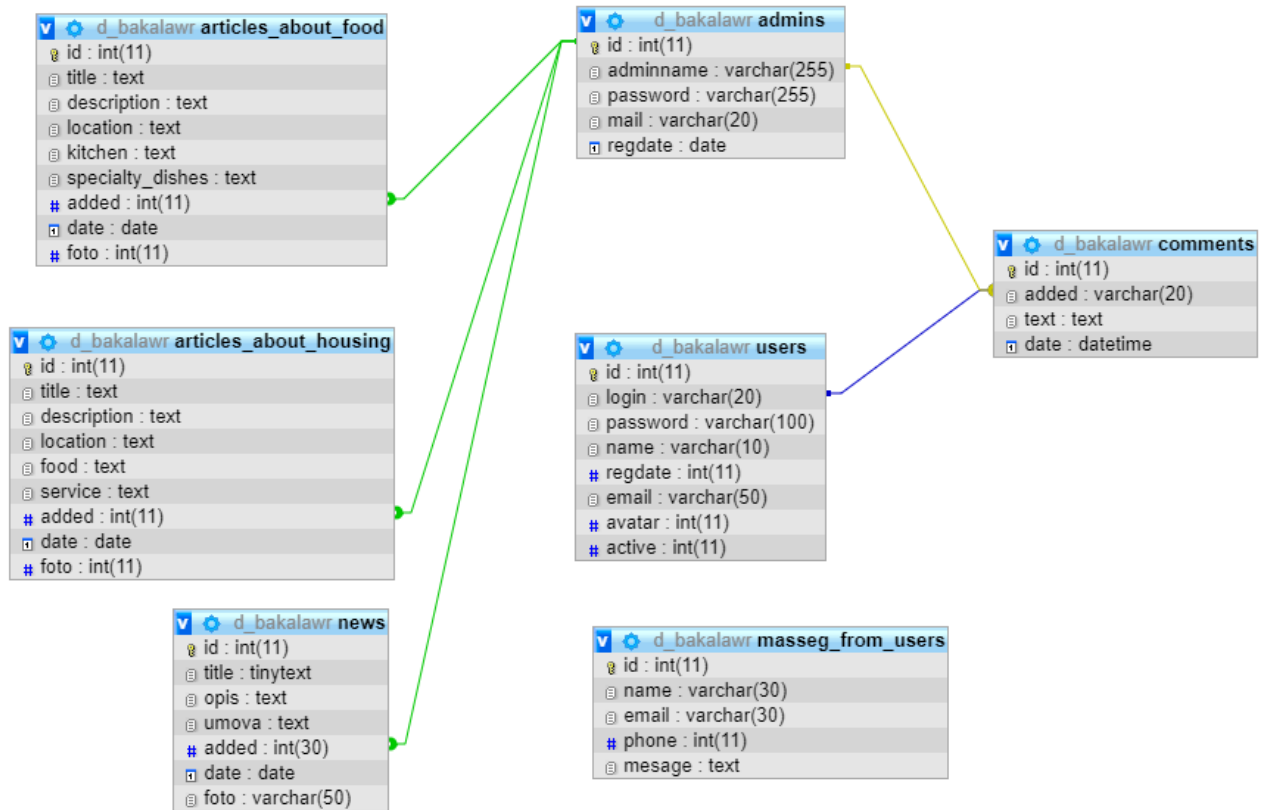 d_bakalawr articles_about_food
id : int(11)
title : text
description : text
location : text
kitchen : text
specialty_dishes : text
added : int(11)
date : date
foto : int(11)
d_bakalawr admins
id : int(11)
adminname : varchar(255)
password : varchar(255)
mail : varchar(20)
regdate : date
d_bakalawr comments
id : int(11)
added : varchar(20)
text : text
date : datetime
d_bakalawr articles_about_housing
id : int(11)
title : text
description : text
location : text
food : text
service : text
added : int(11)
date : date
foto : int(11)
d_bakalawr users
id : int(11)
login : varchar(20)
password : varchar(100)
name : varchar(10)
regdate : int(11)
email : varchar(50)
avatar : int(11)
active : int(11)
d_bakalawr news
id : int(11)
title : tinytext
opis : text
umova : text
added : int(30)
date : date
foto : varchar(50)
d_bakalawr masseg_from_users
id : int(11)
name : varchar(30)
email : varchar(30)
phone : int(11)
mesage : text